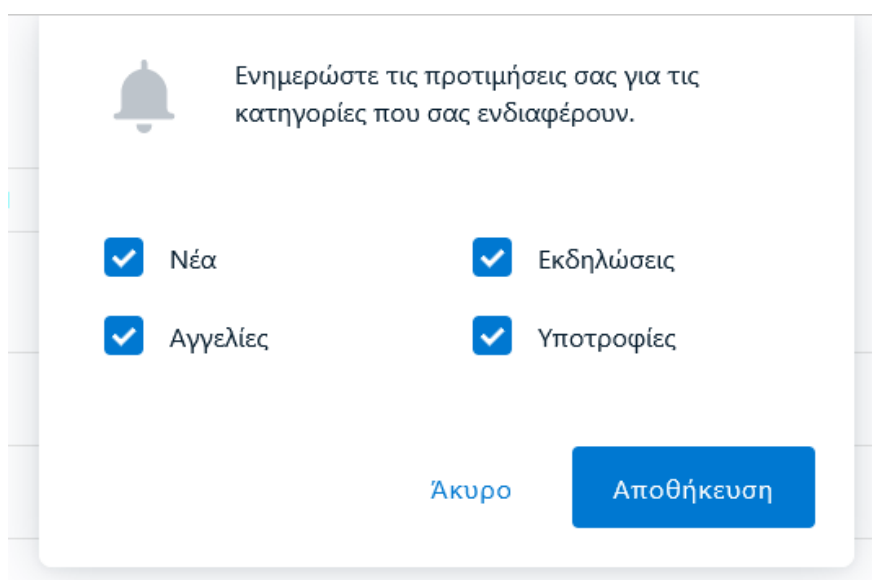 Ενημερώστε τις προτιμήσεις σας για τις
κατηγορίες που σας ενδιαφέρουν.
Νέα
Εκδηλώσεις
Αγγελίες
Υποτροφίες
Άκυρο
Αποθήκευση